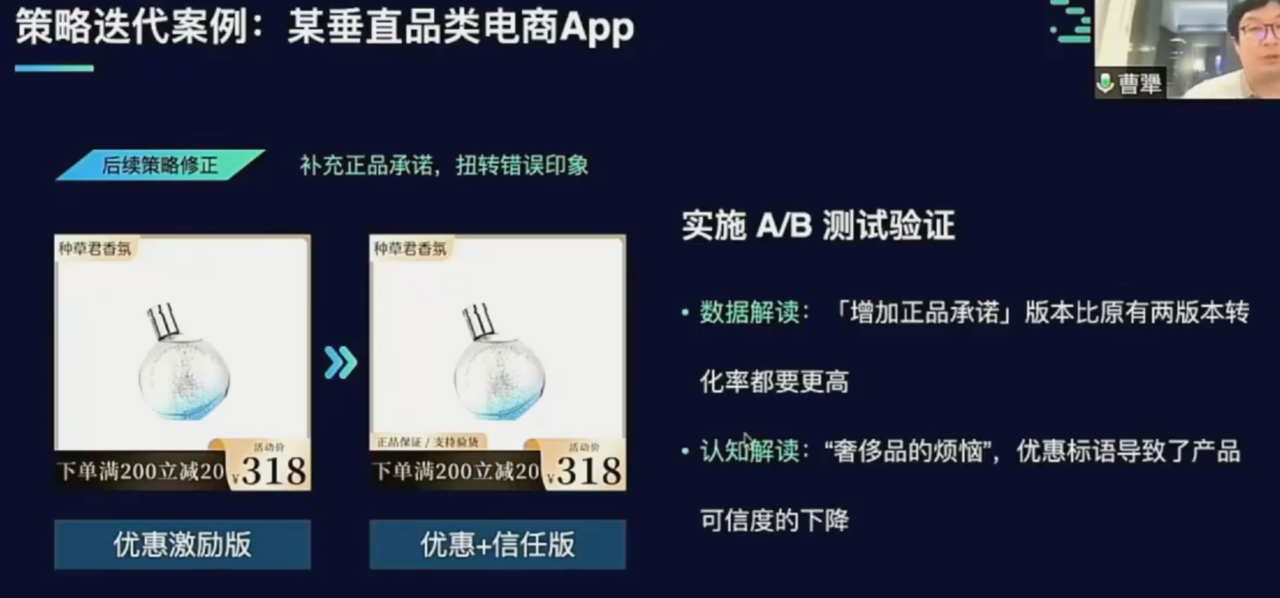 策略迭代案例：某垂直品类电商App
曹犟
后续策略修正
补充正品承诺，扭转错误印象
种草君香氛
活动价
下单满200立减20
¥318
优惠激励版
种草君香氛
正品保证 / 支持验货
活动价
下单满200立减20
¥318
优惠+信任版
实施 A/B 测试验证
• 数据解读：「增加正品承诺」版本比原有两版本转
化率都要更高
• 认知解读：“奢侈品的烦恼”，优惠标语导致了产品
可信度的下降